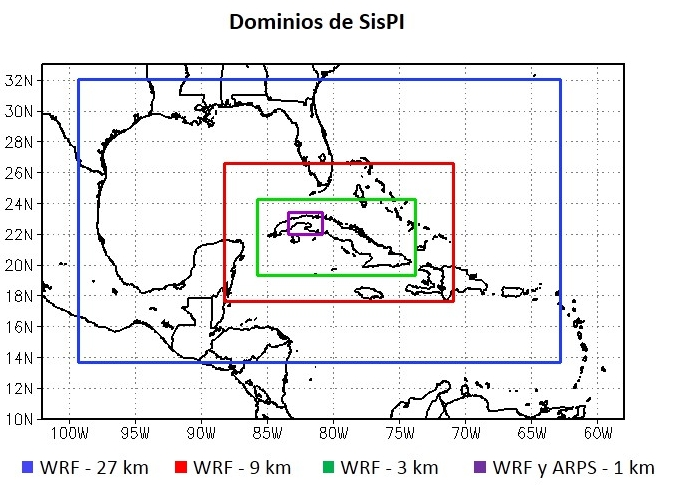 Dominios de SisPI
32N
30N
28N
26N
24N
22N
20N
18N
16N
14N
12N
10N
100W 95W 90W 85W 80W 75W 70W 65W 60W
WRF - 27 km WRF - 9 km WRF - 3 km WRF y ARPS - 1 km